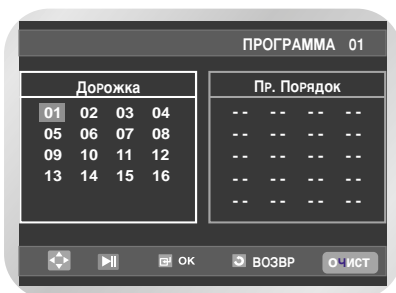 ПРОГРАММА 01
Дорожка Пр. Порядок
01 02 03 04 -- -- -- --
05 06 07 08 -- -- -- --
09 10 11 12 -- -- -- --
13 14 15 16 -- -- -- --
-- -- -- --
ОК ВОЗВР ОЧИСТ